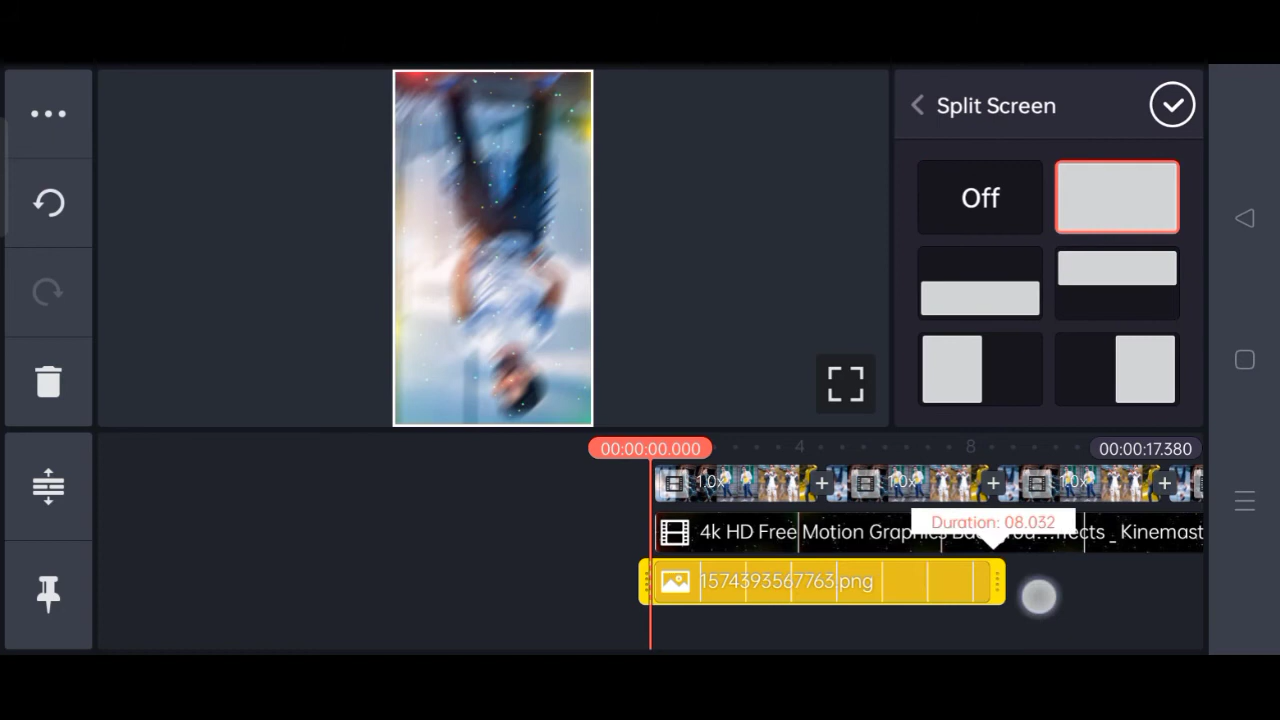 Split Screen
Off
00:00:00.000
4
8
00:00:17.380
1.0x
1.0x
1.0x
Duration: 08.032
4k HD Free Motion Graphics
ffects _ Kinemast
1574393567763.png